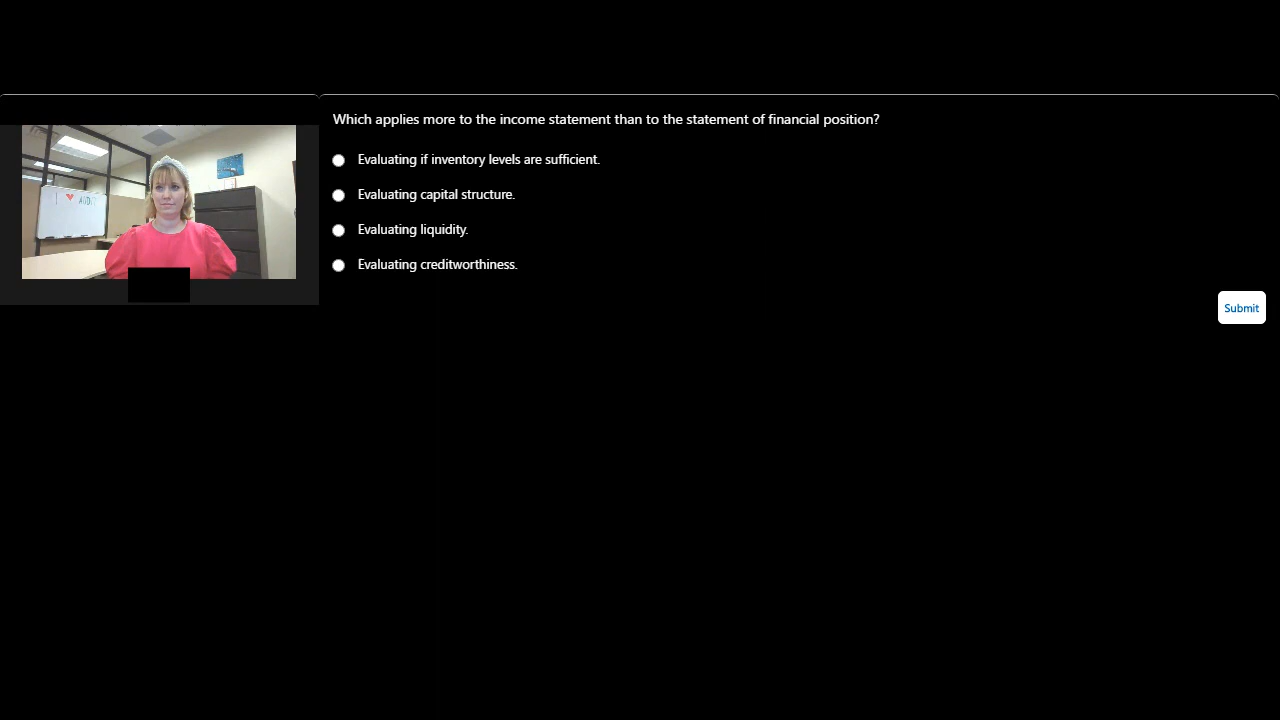 Which applies more to the income statement than to the statement of financial position?
Evaluating if inventory levels are sufficient.
Evaluating capital structure.
Evaluating liquidity.
Evaluating creditworthiness.
Submit